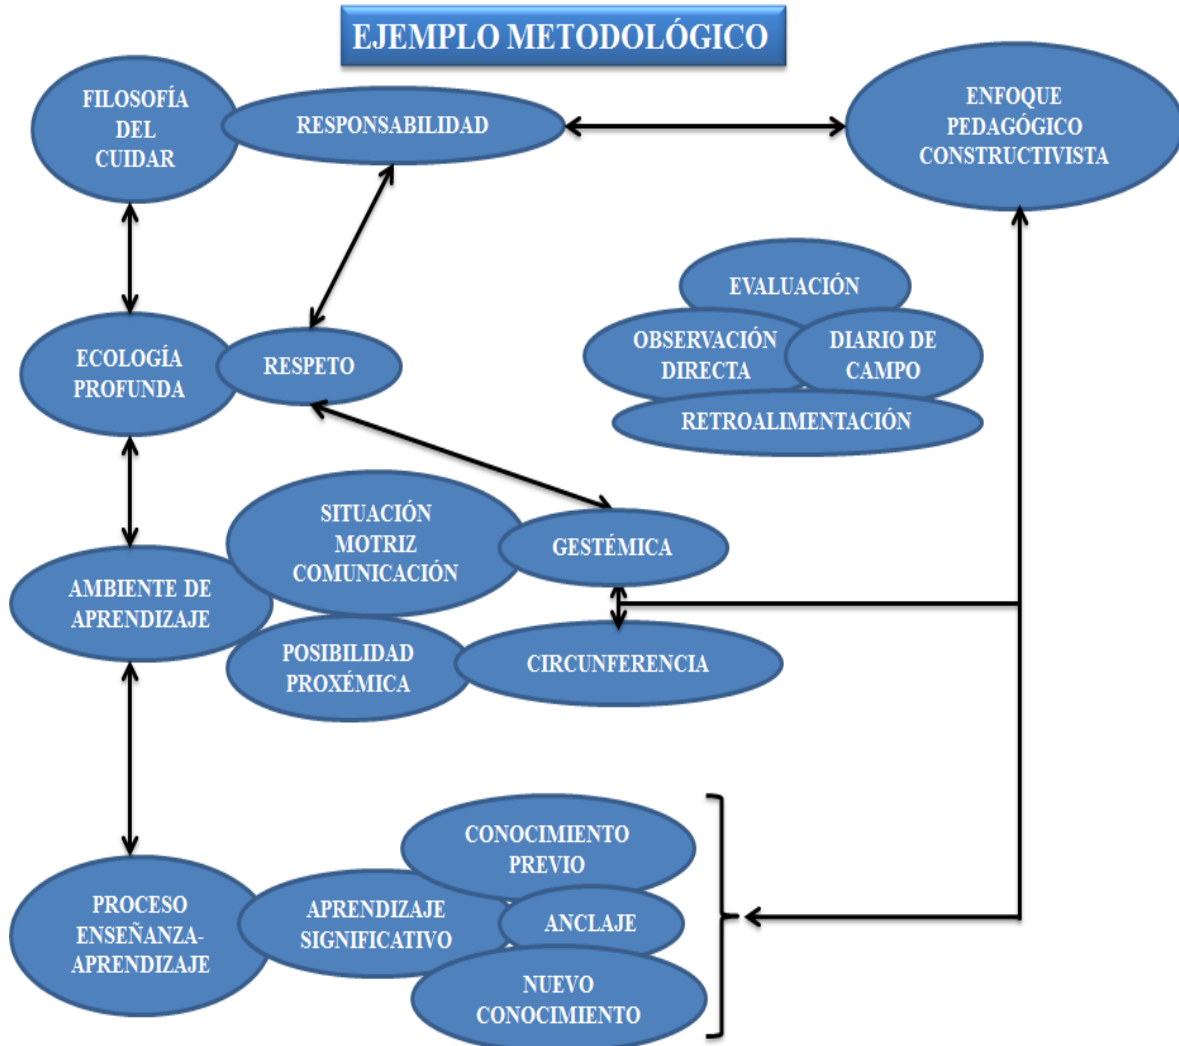 EJEMPLO METODOLÓGICO
FILOSOFÍA
DEL
CUIDAR
RESPONSABILIDAD
ENFOQUE
PEDAGÓGICO
CONSTRUCTIVISTA
EVALUACIÓN
OBSERVACIÓN
DIRECTA
DIARIO DE
CAMPO
RETROALIMENTACIÓN
ECOLOGÍA
PROFUNDA
RESPETO
SITUACIÓN
MOTRIZ
COMUNICACIÓN
GESTÉMICA
AMBIENTE DE
APRENDIZAJE
POSIBILIDAD
PROXÉMICA
CIRCUNFERENCIA
CONOCIMIENTO
PREVIO
PROCESO
ENSEÑANZA-
APRENDIZAJE
APRENDIZAJE
SIGNIFICATIVO
ANCLAJE
NUEVO
CONOCIMIENTO